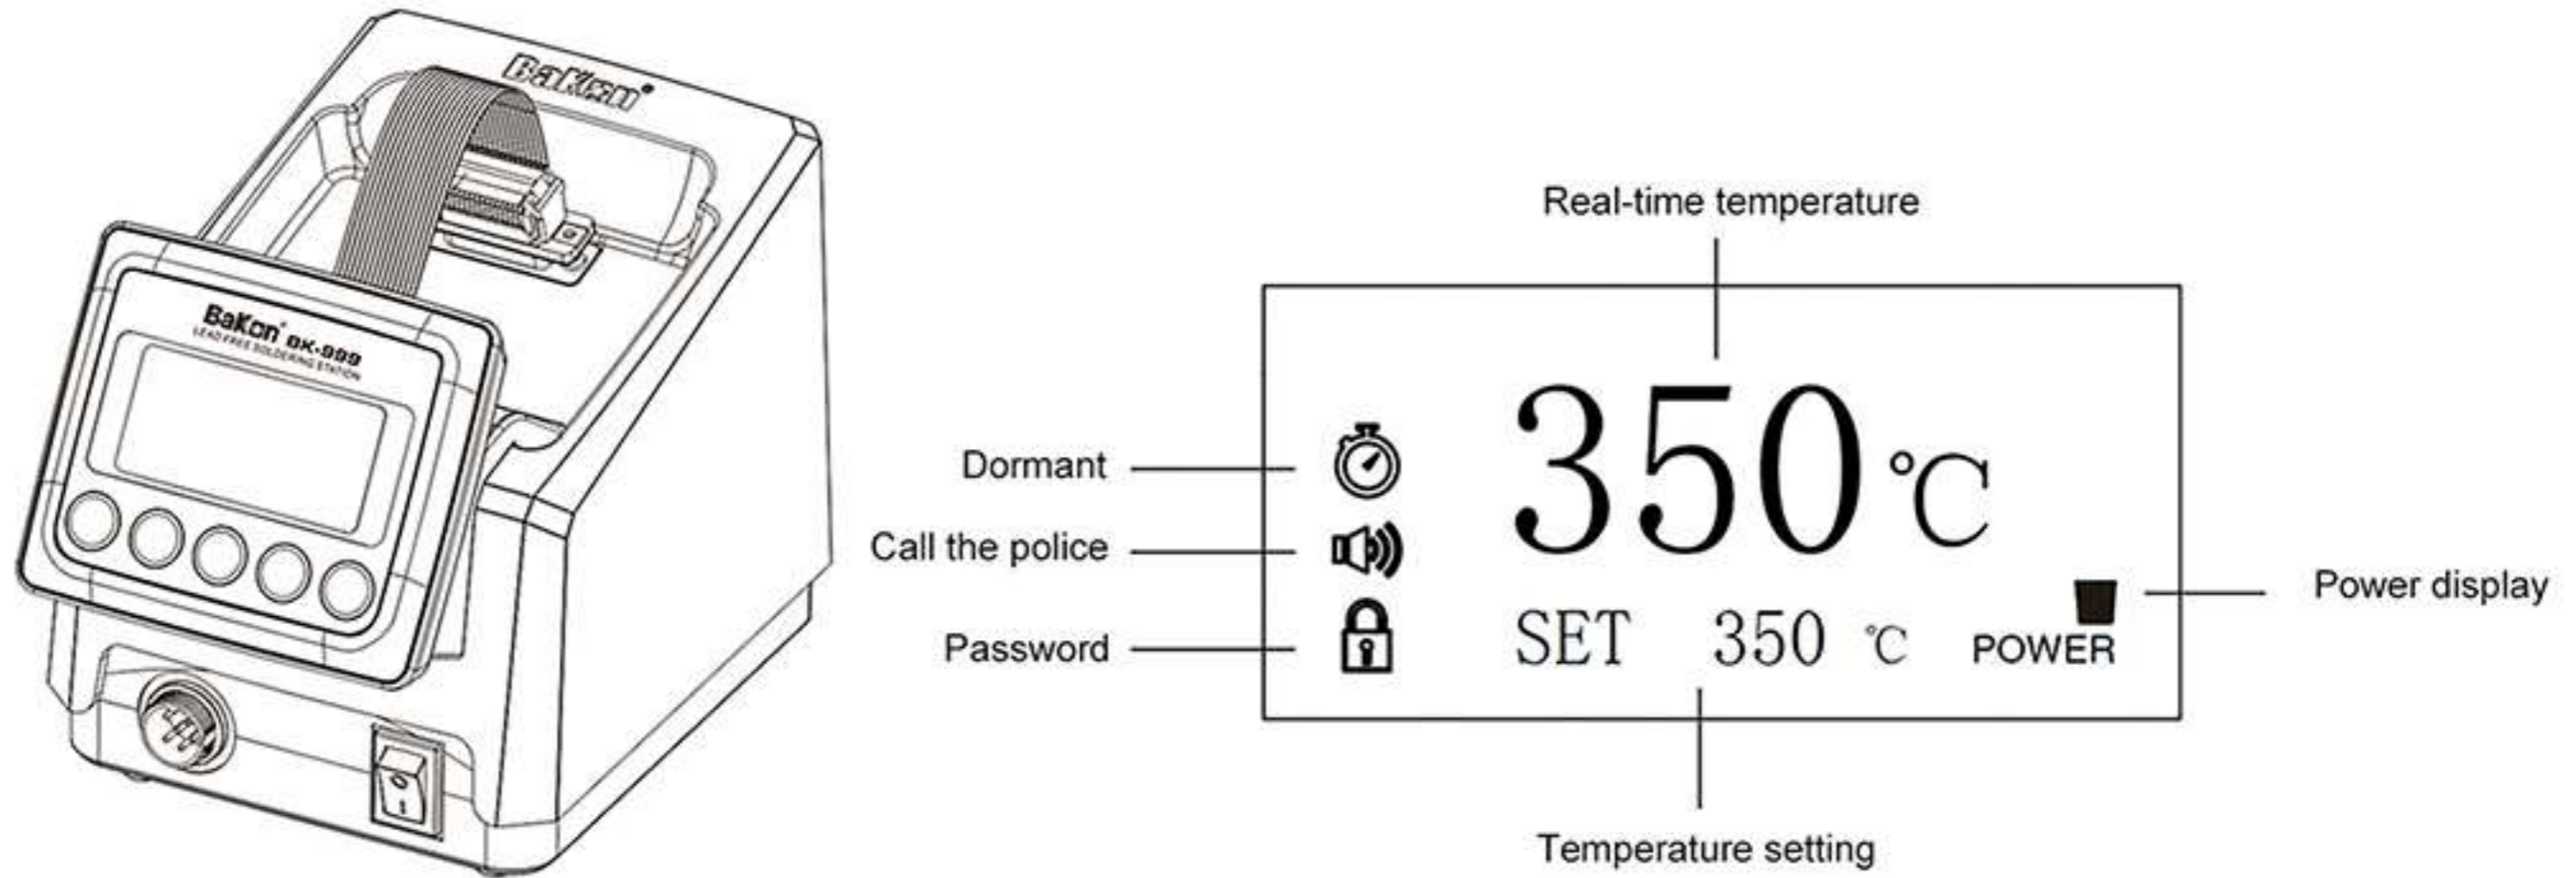 BaKon®
BaKon® BK-999
LEAD FREE SOLDERING STATION
Real-time temperature
Dormant
350 ℃
Call the police
Power display
Password
SET 350 ℃
POWER
Temperature setting